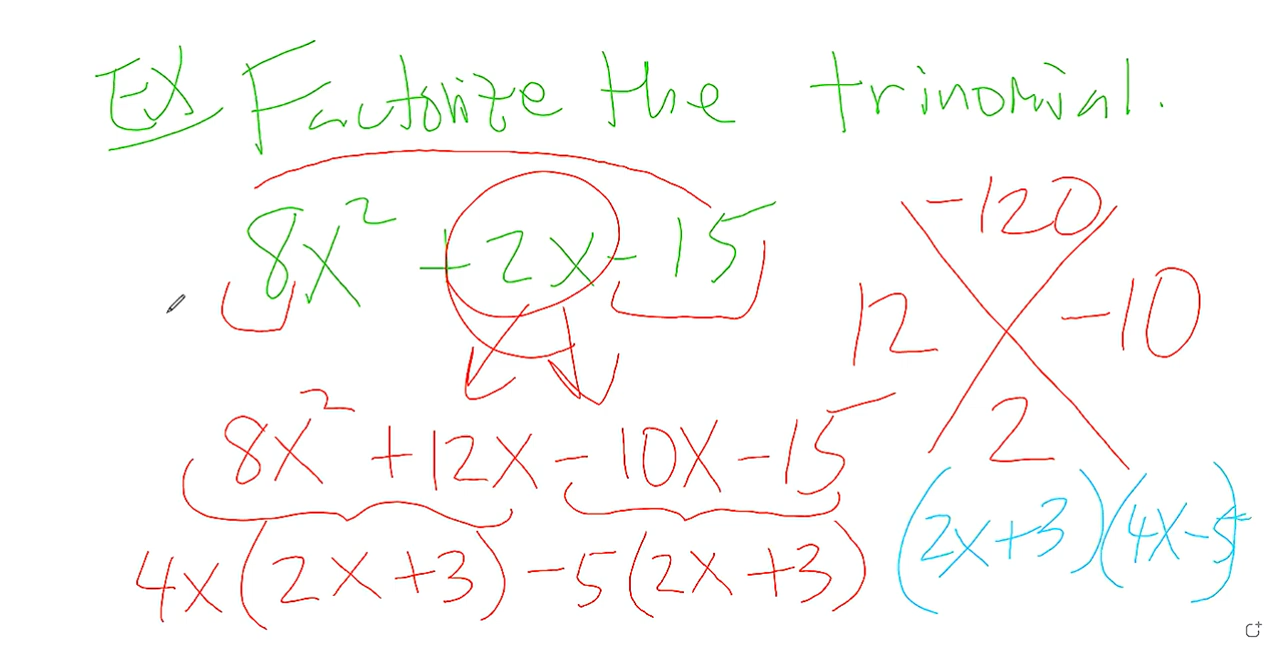 EX Factorize the trinomial.
8x² + 2x - 15
-120
12 -10
2
8x² + 12x - 10x - 15
4x(2x+3) - 5(2x+3)
(2x+3)(4x-5)